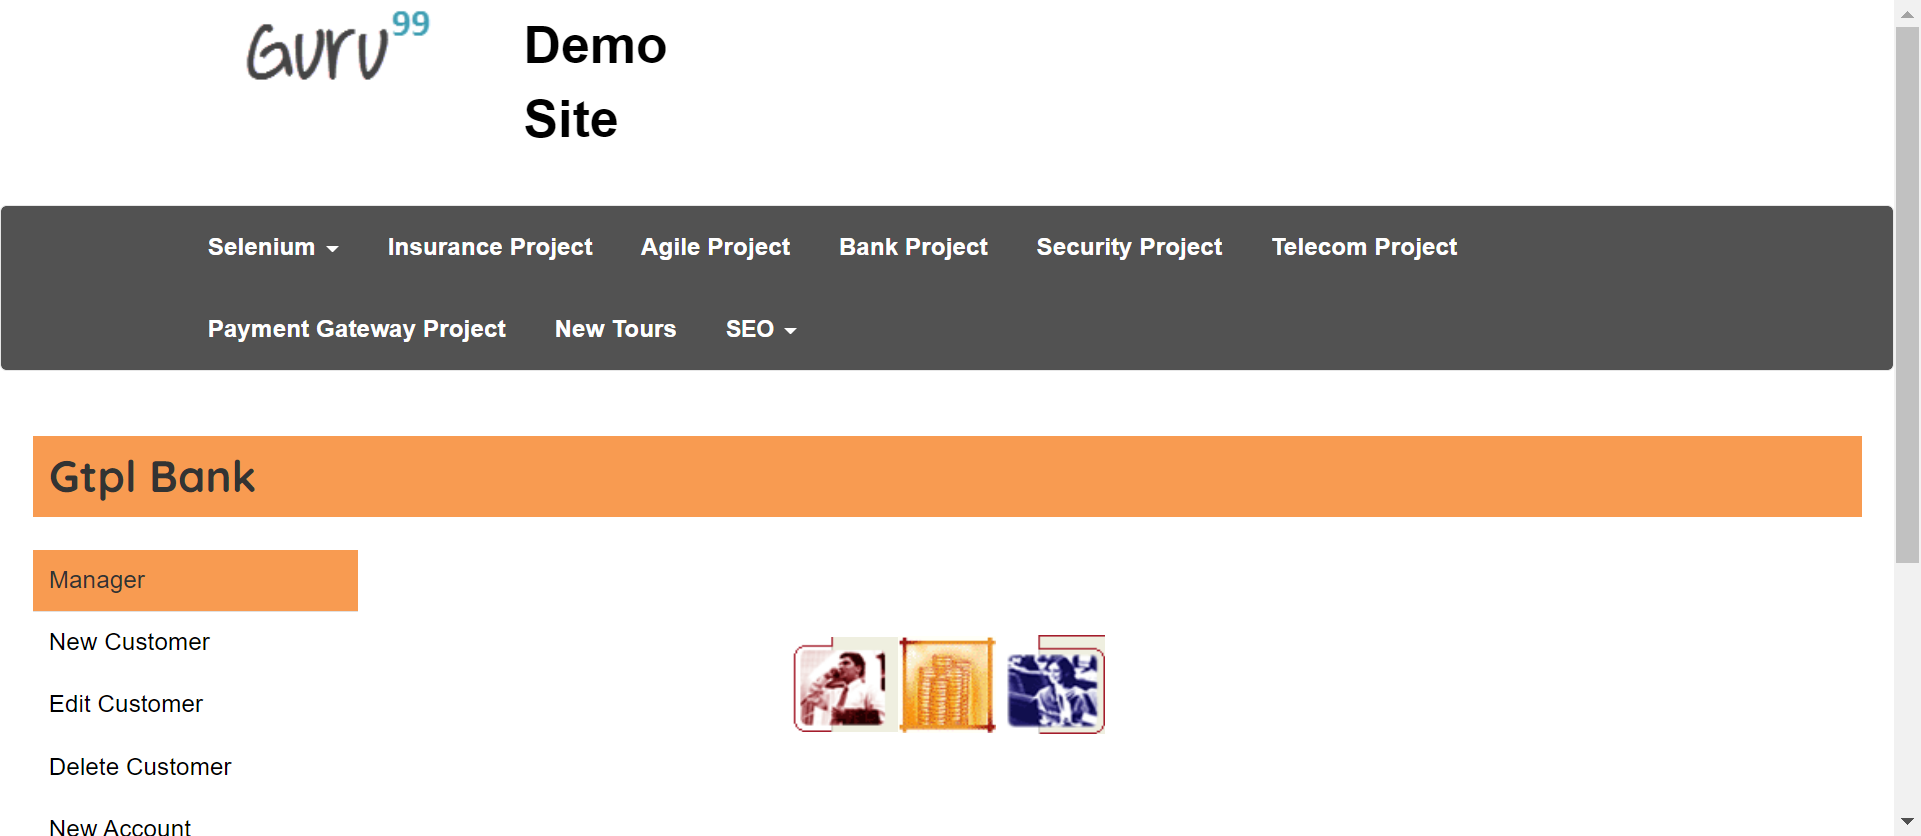 Guru99
Demo
Site
Selenium
Insurance Project
Agile Project
Bank Project
Security Project
Telecom Project
Payment Gateway Project
New Tours
SEO
Gtpl Bank
Manager
New Customer
Edit Customer
Delete Customer
New Account